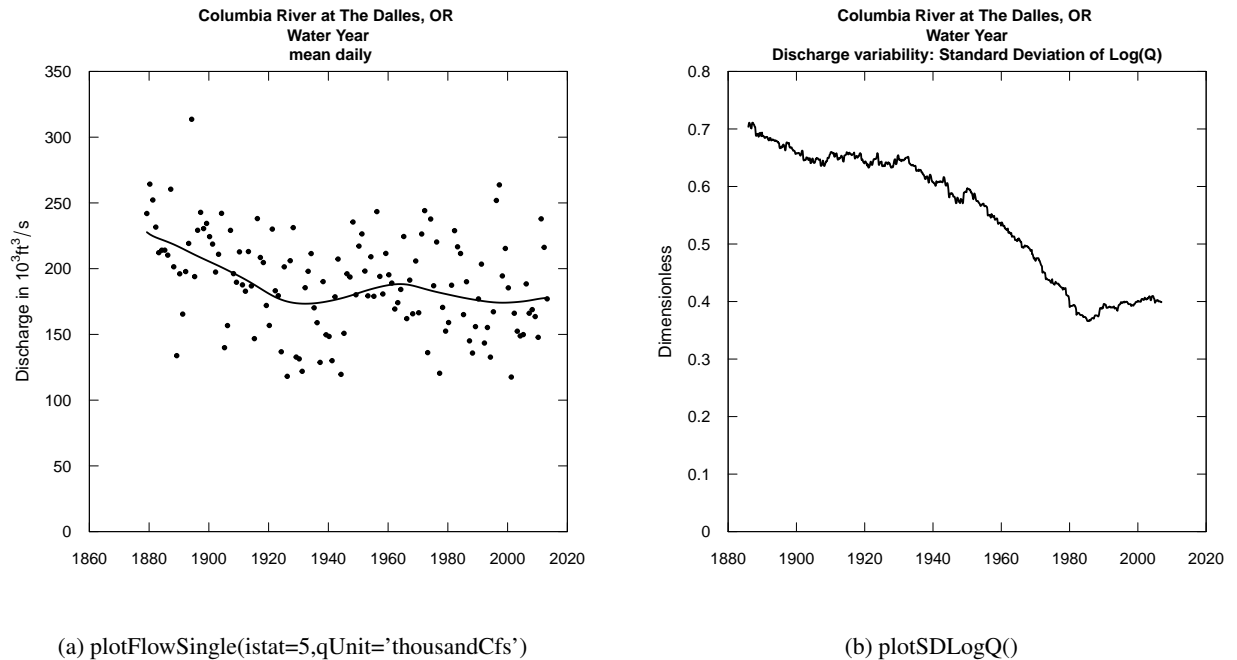 Columbia River at The Dalles, OR
Water Year
mean daily
350
300
250
200
150
100
50
0
Discharge in 10³ft³/s
1860 1880 1900 1920 1940 1960 1980 2000 2020
(a) plotFlowSingle(istat=5,qUnit='thousandCfs')
Columbia River at The Dalles, OR
Water Year
Discharge variability: Standard Deviation of Log(Q)
0.8
0.7
0.6
0.5
0.4
0.3
0.2
0.1
0
Dimensionless
1880 1900 1920 1940 1960 1980 2000 2020
(b) plotSDLogQ()